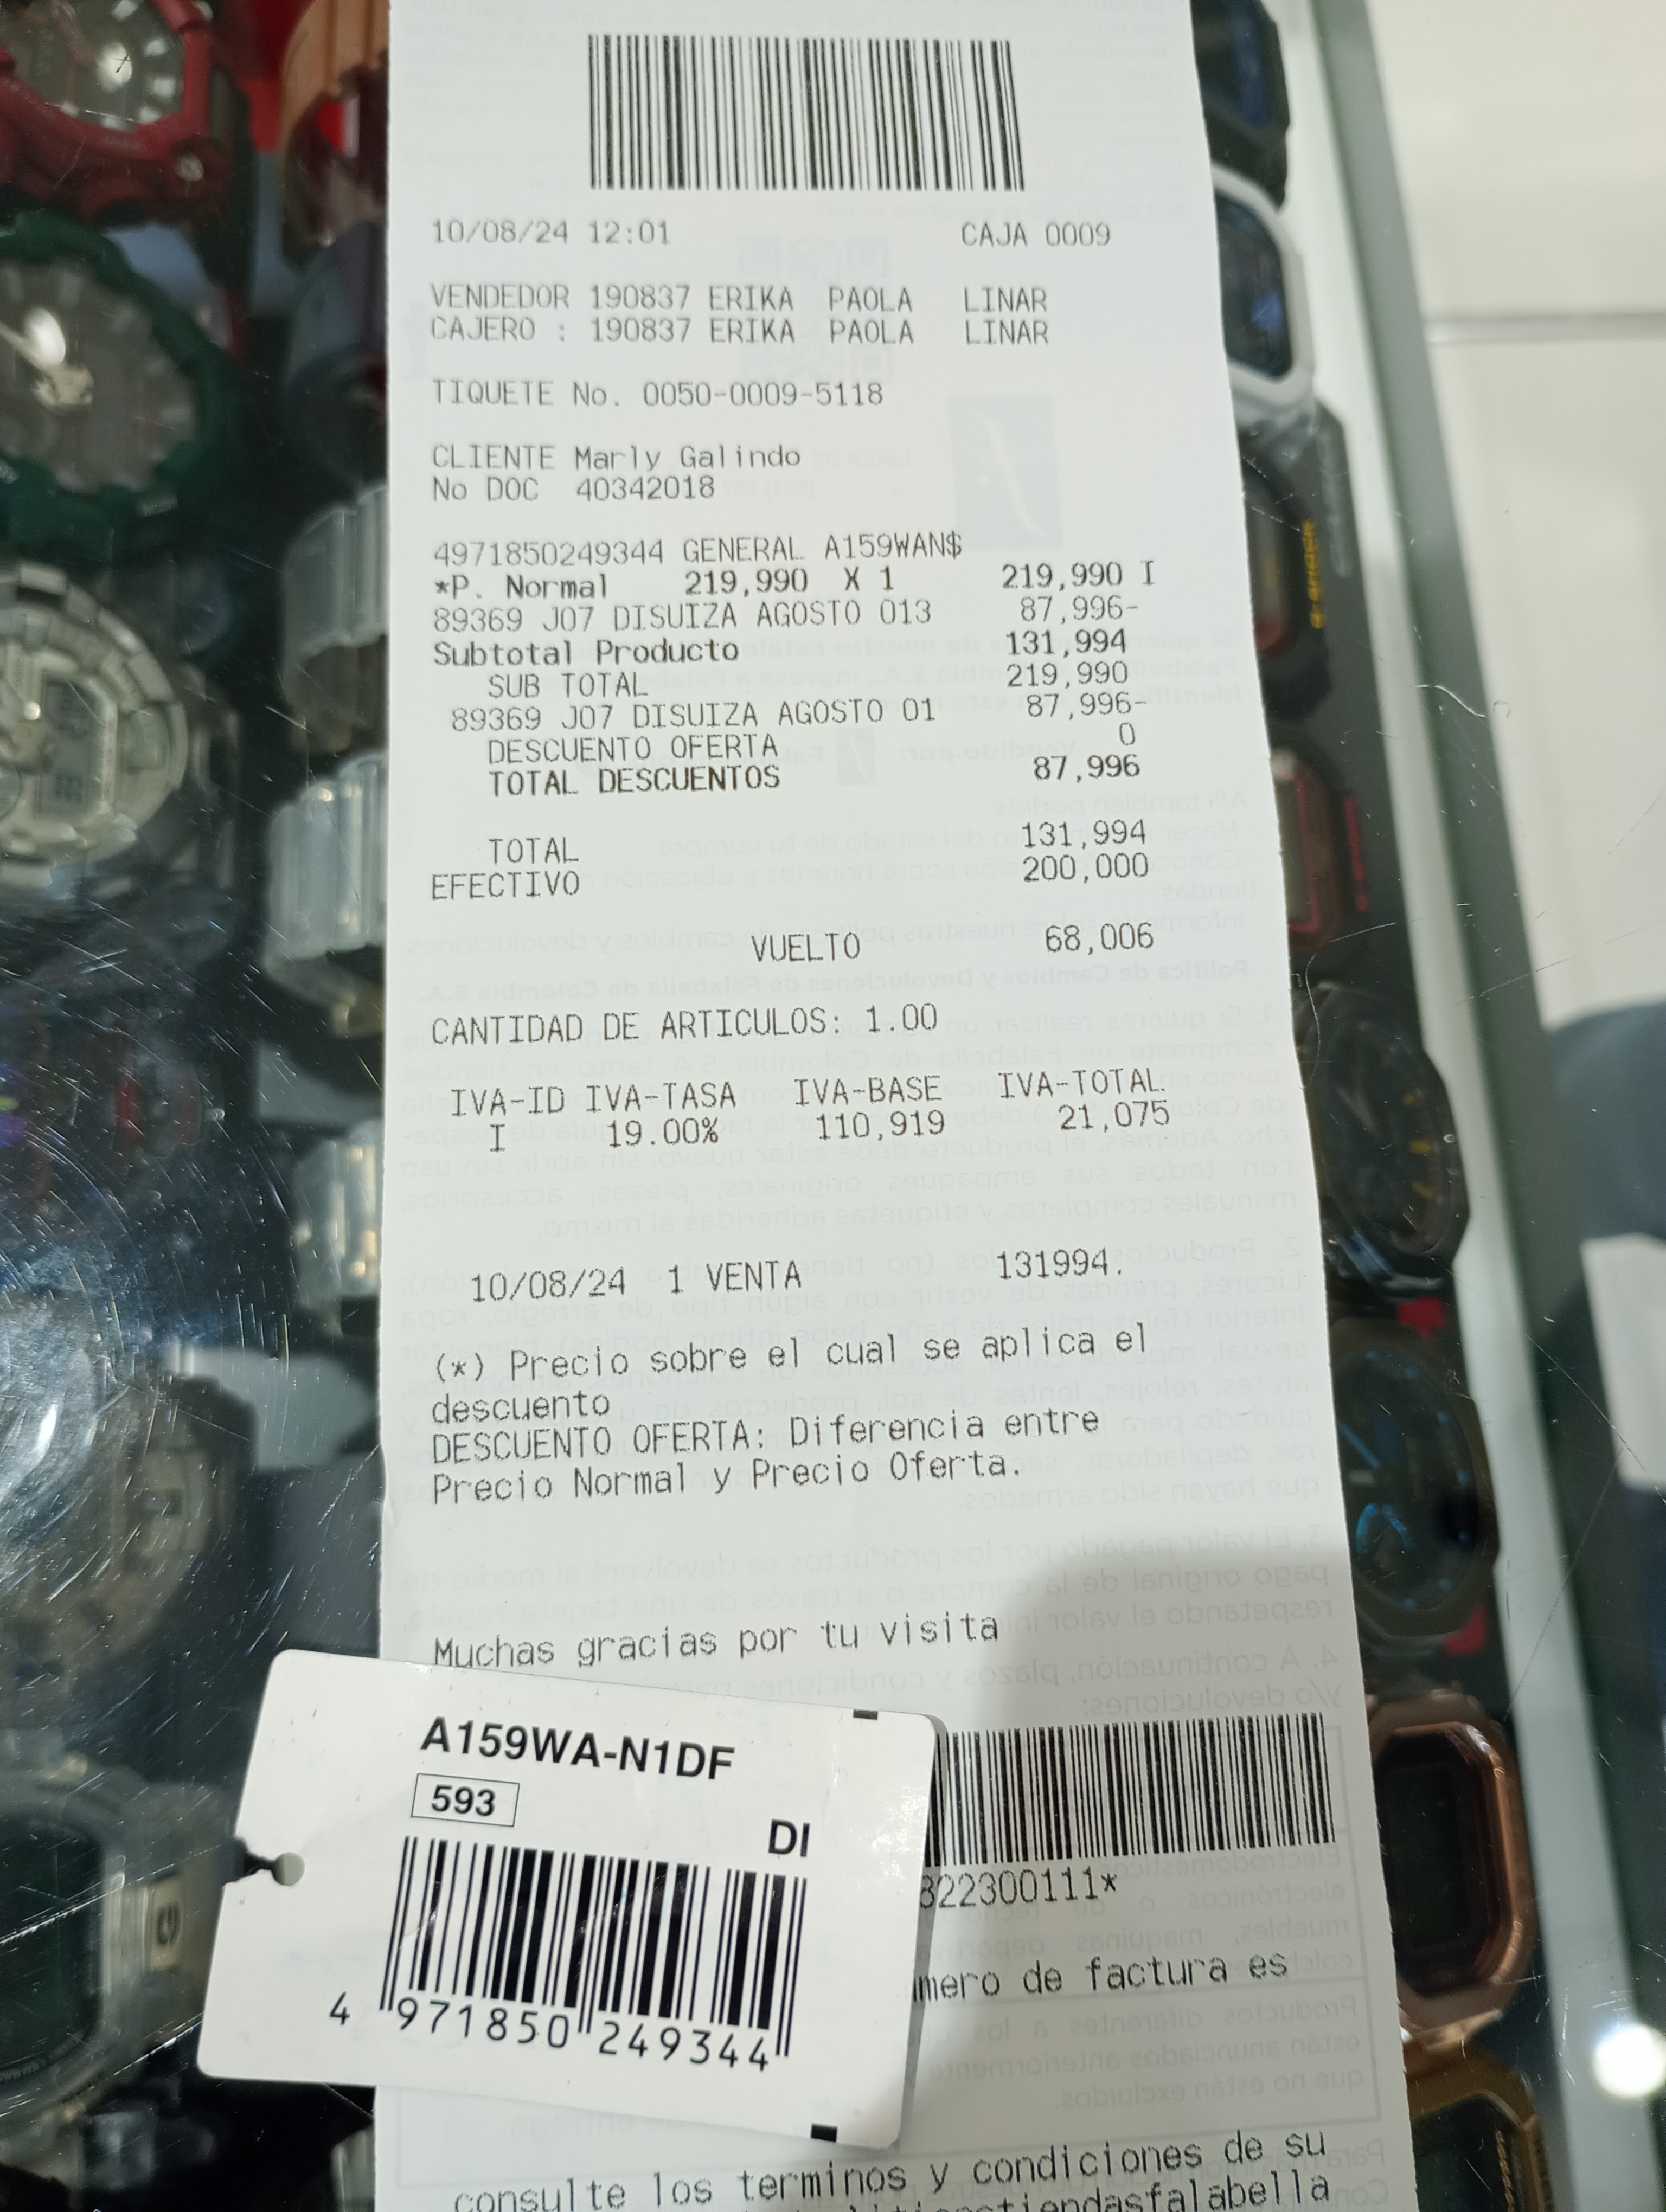 10/08/24 12:01 CAJA 0009
VENDEDOR 190837 ERIKA PAOLA LINAR
CAJERO : 190837 ERIKA PAOLA LINAR
TIQUETE No. 0050-0009-5118
CLIENTE Marly Galindo
No DOC 40342018
4971850249344 GENERAL A159WAN$
*P. Normal 219,990 X 1 219,990 I
89369 J07 DISUIZA AGOSTO 013 87,996-
Subtotal Producto 131,994
SUB TOTAL 219,990
89369 J07 DISUIZA AGOSTO 01 87,996-
DESCUENTO OFERTA 0
TOTAL DESCUENTOS 87,996
TOTAL 131,994
EFECTIVO 200,000
VUELTO 68,006
CANTIDAD DE ARTICULOS: 1.00
IVA-ID IVA-TASA IVA-BASE IVA-TOTAL
I 19.00% 110,919 21,075
10/08/24 1 VENTA 131994.
(*) Precio sobre el cual se aplica el
descuento
DESCUENTO OFERTA: Diferencia entre
Precio Normal y Precio Oferta.
Muchas gracias por tu visita
A159WA-N1DF
593
DI
4 971850 249344
822300111*
mero de factura es
consulte los terminos y condiciones de su